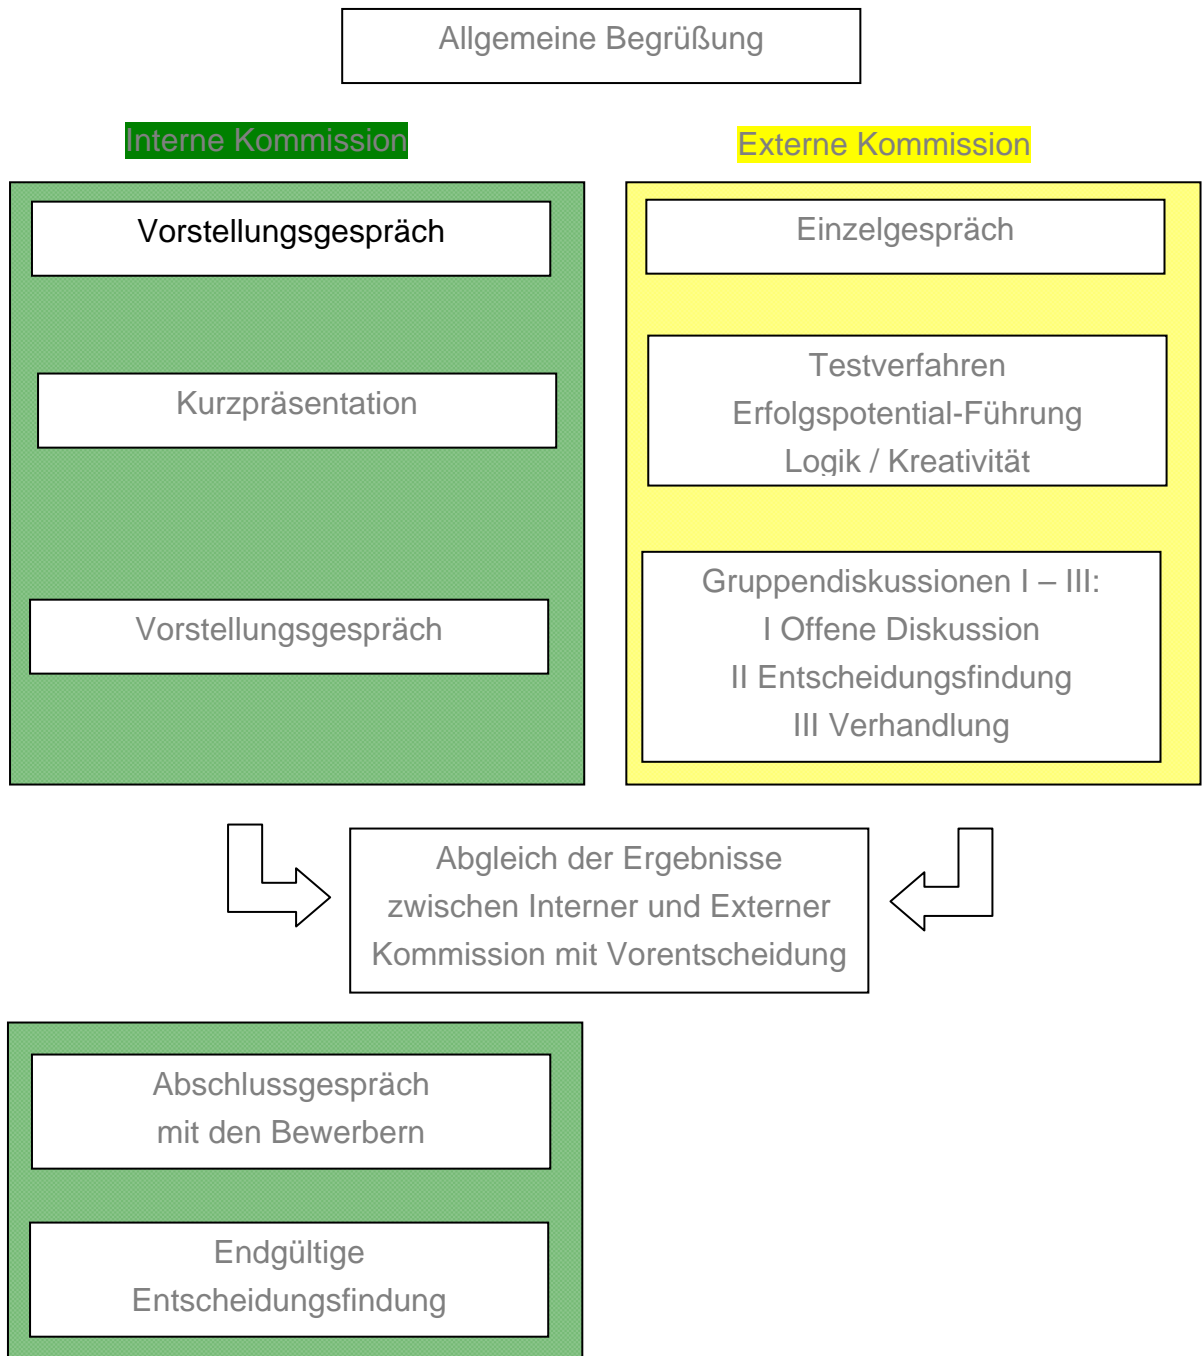 Allgemeine Begrüßung
Interne Kommission
Vorstellungsgespräch
Kurzpräsentation
Vorstellungsgespräch
Externe Kommission
Einzelgespräch
Testverfahren
Erfolgspotential-Führung
Logik / Kreativität
Gruppendiskussionen I – III:
I Offene Diskussion
II Entscheidungsfindung
III Verhandlung
Abgleich der Ergebnisse
zwischen Interner und Externer
Kommission mit Vorentscheidung
Abschlussgespräch
mit den Bewerbern
Endgültige
Entscheidungsfindung